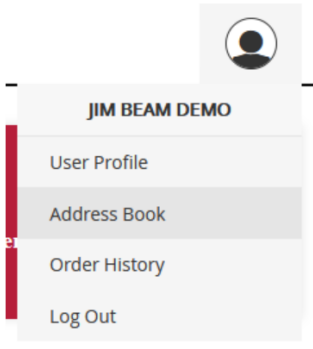 JIM BEAM DEMO
User Profile
Address Book
Order History
Log Out